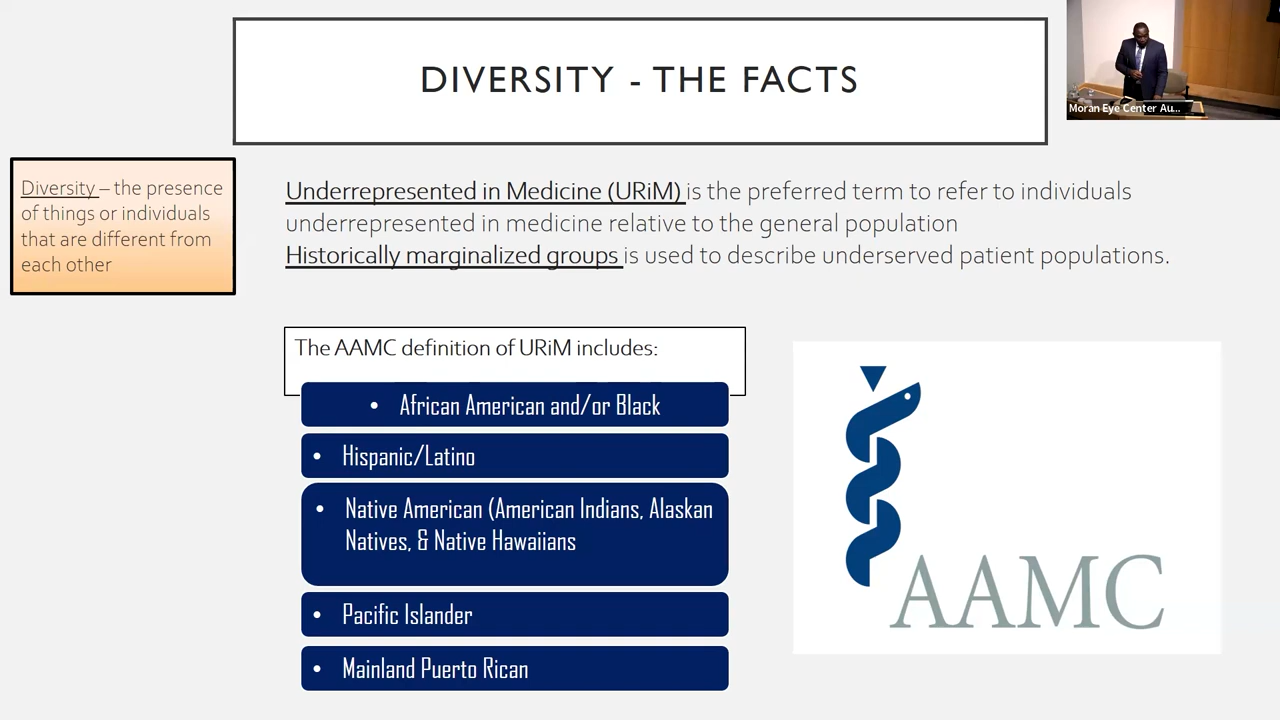 DIVERSITY - THE FACTS
Moran Eye Center Au...
Diversity – the presence
of things or individuals
that are different from
each other
Underrepresented in Medicine (URiM) is the preferred term to refer to individuals
underrepresented in medicine relative to the general population
Historically marginalized groups is used to describe underserved patient populations.
The AAMC definition of URiM includes:
• African American and/or Black
• Hispanic/Latino
• Native American (American Indians, Alaskan
Natives, & Native Hawaiians
• Pacific Islander
• Mainland Puerto Rican
AAMC